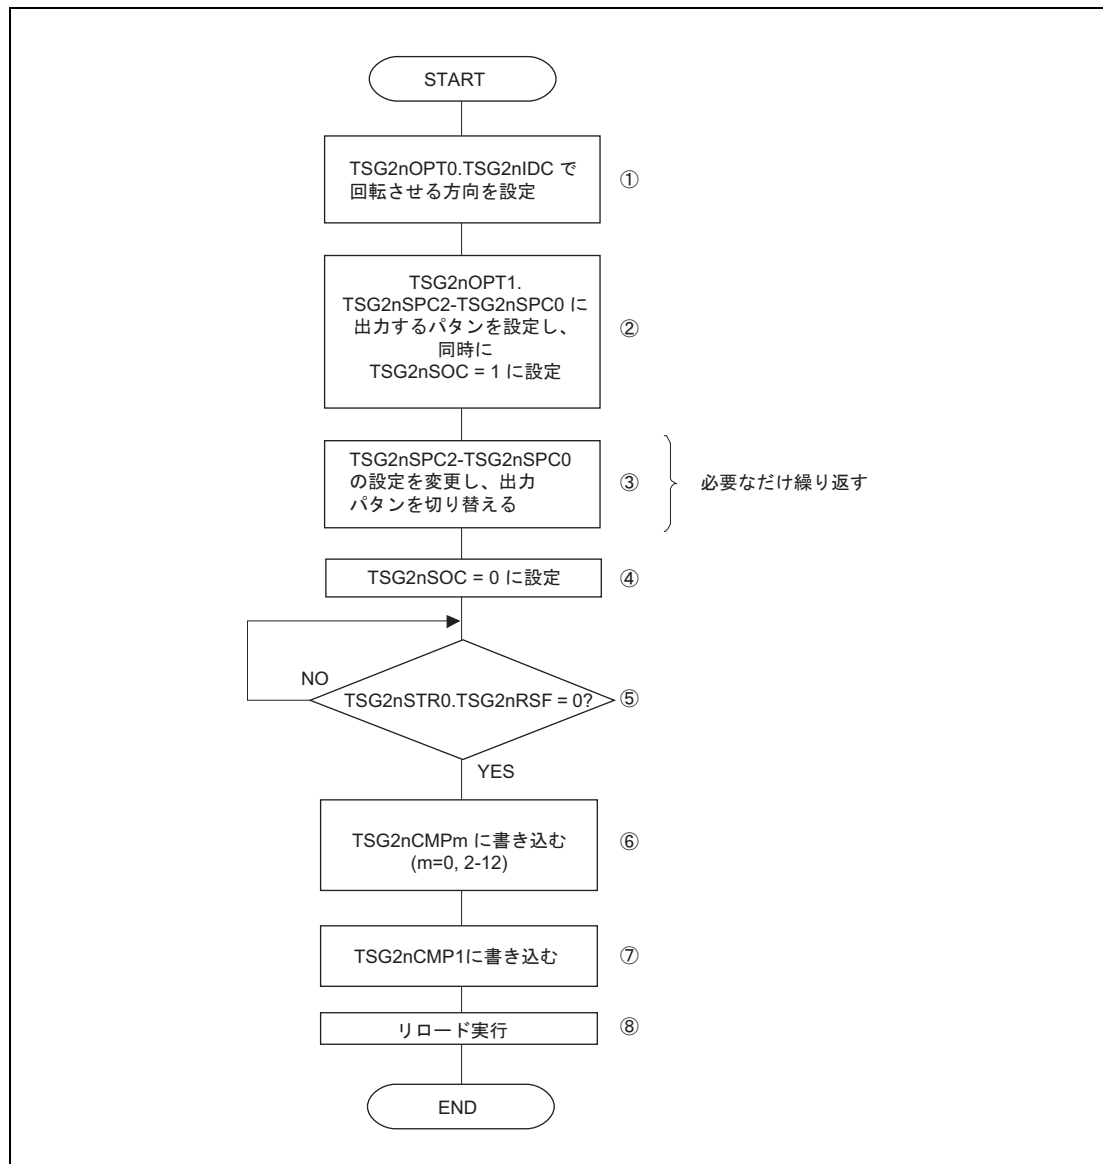 START
TSG2nOPT0.TSG2nIDC で
回転させる方向を設定
①
TSG2nOPT1.
TSG2nSPC2-TSG2nSPC0 に
出力するパタンを設定し、
同時に
TSG2nSOC = 1 に設定
②
TSG2nSPC2-TSG2nSPC0
の設定を変更し、出力
パタンを切り替える
③
必要なだけ繰り返す
TSG2nSOC = 0 に設定
④
NO
TSG2nSTR0.TSG2nRSF = 0?
⑤
YES
TSG2nCMPm に書き込む
(m=0, 2-12)
⑥
TSG2nCMP1に書き込む
⑦
リロード実行
⑧
END